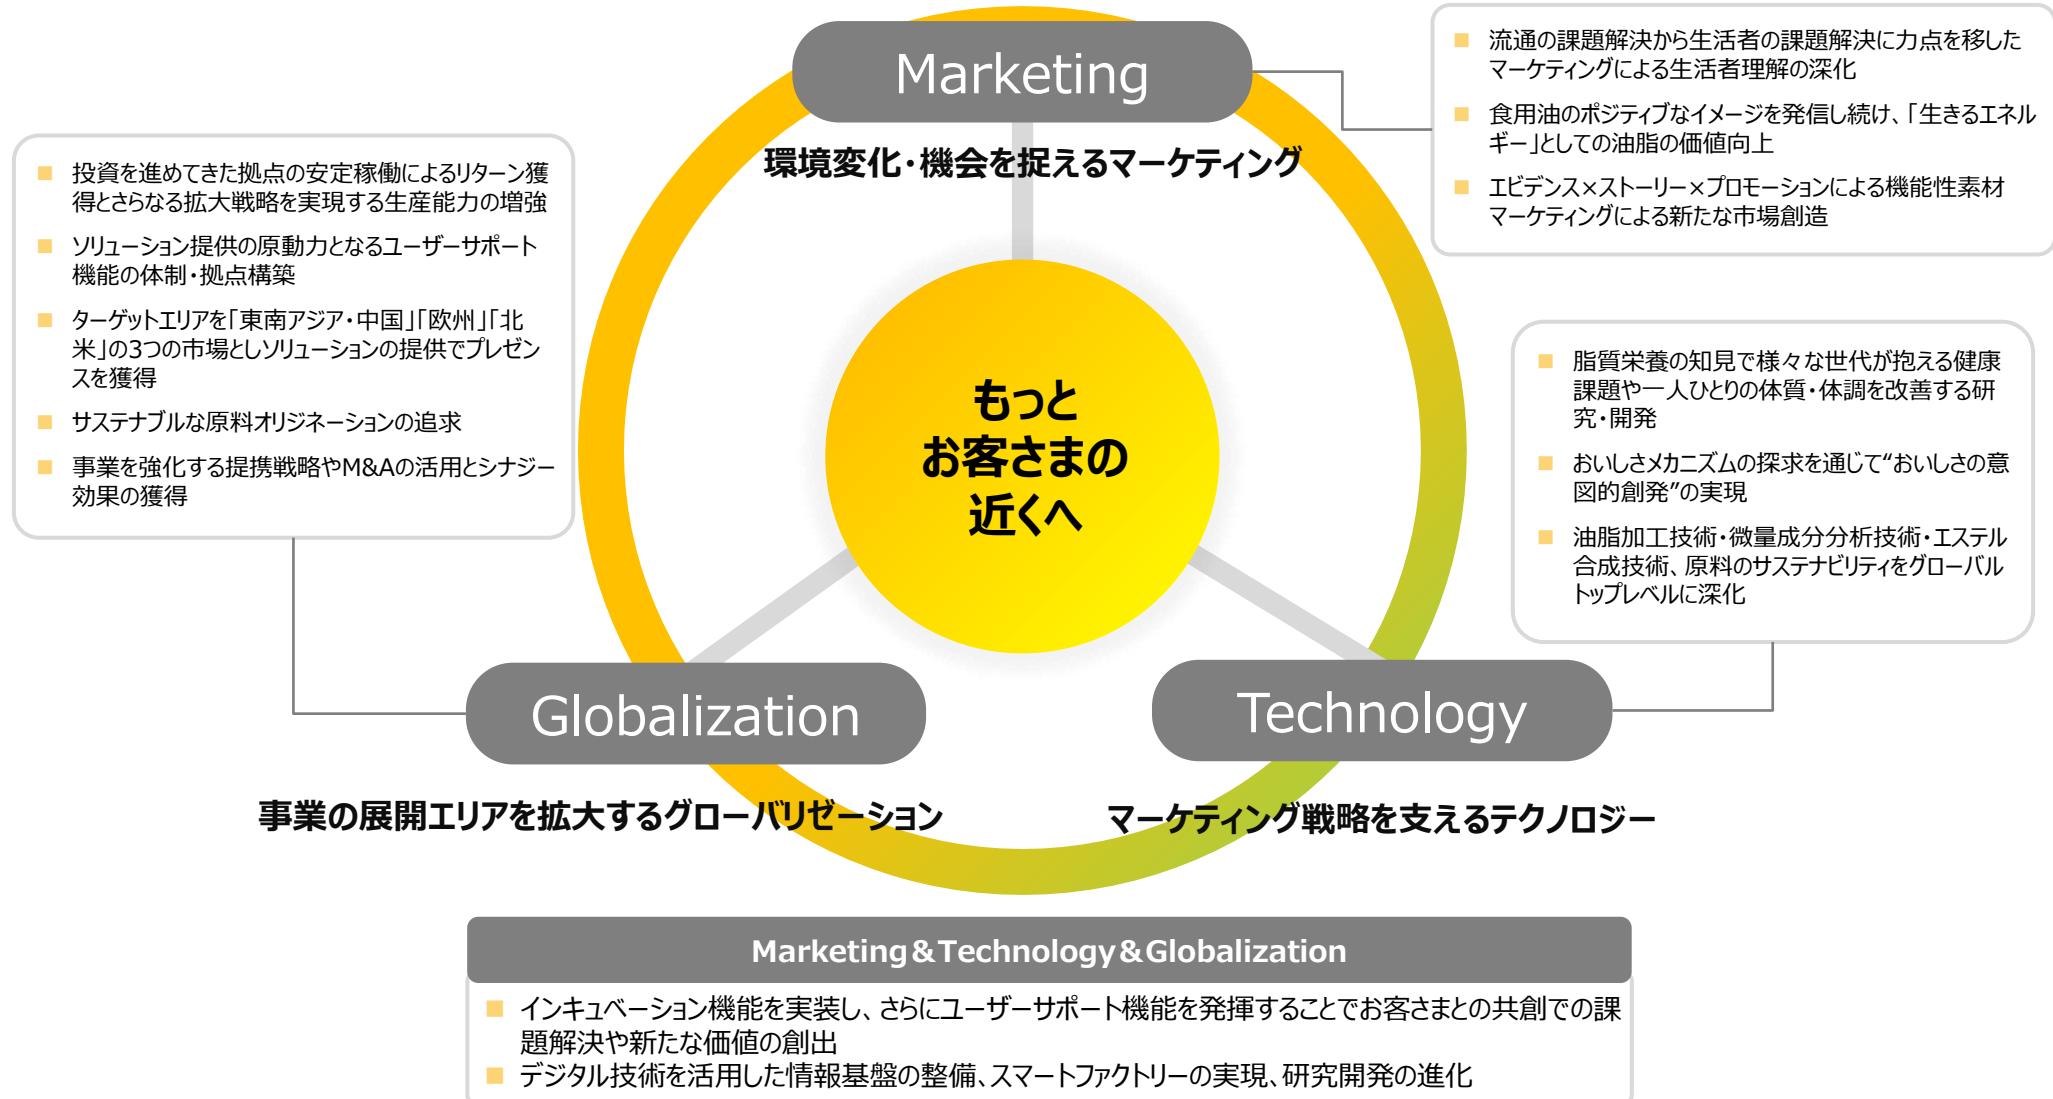 Marketing
環境変化・機会を捉えるマーケティング
■ 流通の課題解決から生活者の課題解決に力点を移した
マーケティングによる生活者理解の深化
■ 食用油のポジティブなイメージを発信し続け、「生きるエネル
ギー」としての油脂の価値向上
■ エビデンス×ストーリー×プロモーションによる機能性素材
マーケティングによる新たな市場創造
■ 投資を進めてきた拠点の安定稼働によるリターン獲
得とさらなる拡大戦略を実現する生産能力の増強
■ ソリューション提供の原動力となるユーザーサポート
機能の体制・拠点構築
■ ターゲットエリアを「東南アジア・中国」「欧州」「北
米」の3つの市場としソリューションの提供でプレゼン
スを獲得
■ サステナブルな原料オリジネーションの追求
■ 事業を強化する提携戦略やM&Aの活用とシナジー
効果の獲得
もっと
お客さまの
近くへ
■ 脂質栄養の知見で様々な世代が抱える健康
課題や一人ひとりの体質・体調を改善する研
究・開発
■ おいしさメカニズムの探求を通じて“おいしさの意
図的創発”の実現
■ 油脂加工技術・微量成分分析技術・エステル
合成技術、原料のサステナビリティをグローバル
トップレベルに深化
Globalization
事業の展開エリアを拡大するグローバリゼーション
Technology
マーケティング戦略を支えるテクノロジー
Marketing&Technology&Globalization
■ インキュベーション機能を実装し、さらにユーザーサポート機能を発揮することでお客さまとの共創での課
題解決や新たな価値の創出
■ デジタル技術を活用した情報基盤の整備、スマートファクトリーの実現、研究開発の進化